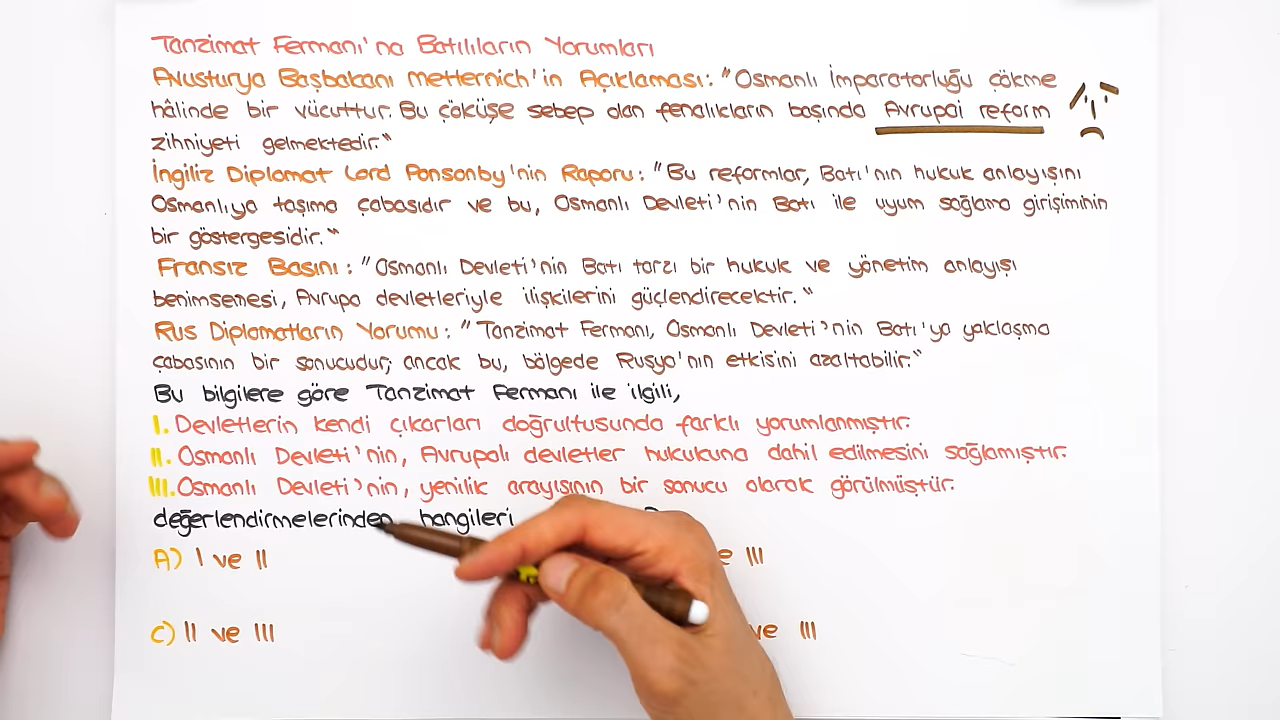 Tanzimat Fermanı'na Batılıların Yorumları
Avusturya Başbakanı Metternich'in Açıklaması: "Osmanlı İmparatorluğu çökme
hâlinde bir vücuttur. Bu çöküşe sebep olan fenalıkların başında Avrupai reform
zihniyeti gelmektedir."
İngiliz Diplomat Lord Ponsonby'nin Raporu: "Bu reformlar, Batı'nın hukuk anlayışını
Osmanlıya taşıma çabasıdır ve bu, Osmanlı Devleti'nin Batı ile uyum sağlama girişiminin
bir göstergesidir."
Fransız Basını: "Osmanlı Devleti'nin Batı tarzı bir hukuk ve yönetim anlayışı
benimsemesi, Avrupa devletleriyle ilişkilerini güçlendirecektir."
Rus Diplomatların Yorumu: "Tanzimat Fermanı, Osmanlı Devleti'nin Batı'ya yaklaşma
çabasının bir sonucudur; ancak bu, bölgede Rusya'nın etkisini azaltabilir."
Bu bilgilere göre Tanzimat Fermanı ile ilgili,
I. Devletlerin kendi çıkarları doğrultusunda farklı yorumlanmıştır.
II. Osmanlı Devleti'nin, Avrupalı devletler hukukuna dahil edilmesini sağlamıştır.
III. Osmanlı Devleti'nin, yenilik arayışının bir sonucu olarak görülmüştür.
değerlendirmelerinden hangileri
A) I ve II
III
C) II ve III
ve III